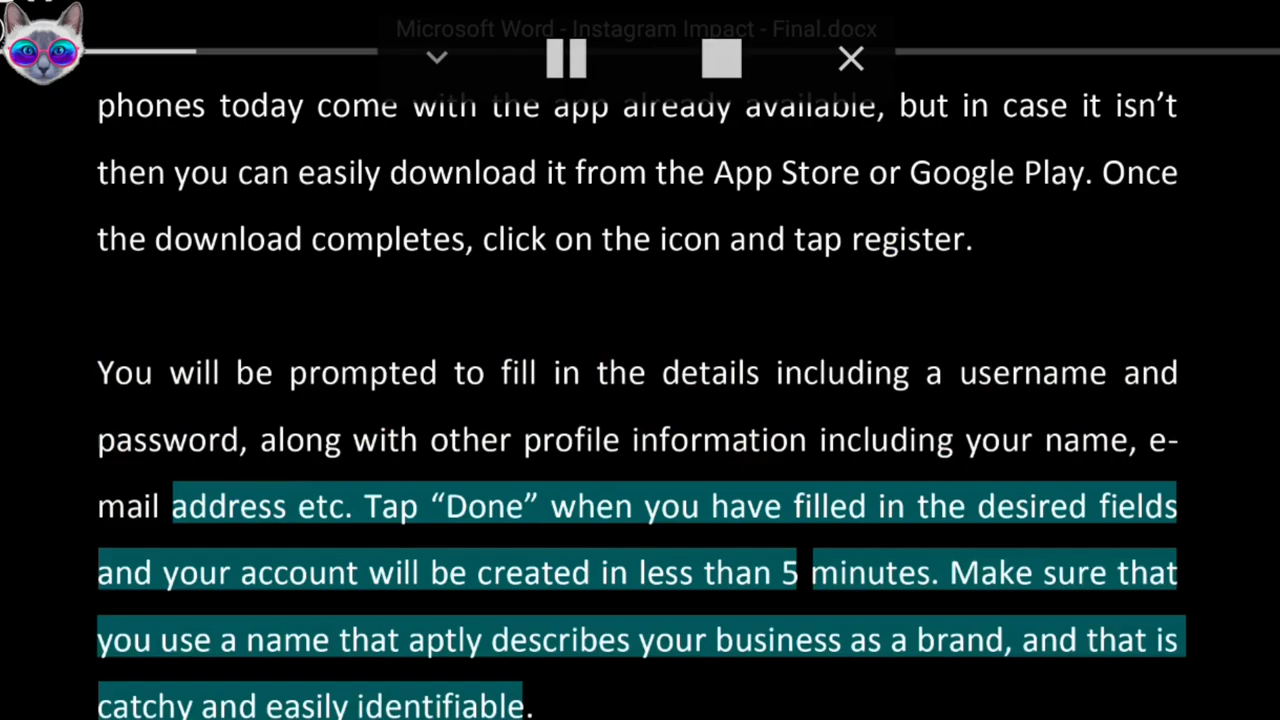 Microsoft Word - Instagram Impact - Final.docx
phones today come with the app already available, but in case it isn’t
then you can easily download it from the App Store or Google Play. Once
the download completes, click on the icon and tap register.
You will be prompted to fill in the details including a username and
password, along with other profile information including your name, e-
mail address etc. Tap “Done” when you have filled in the desired fields
and your account will be created in less than 5 minutes. Make sure that
you use a name that aptly describes your business as a brand, and that is
catchy and easily identifiable.